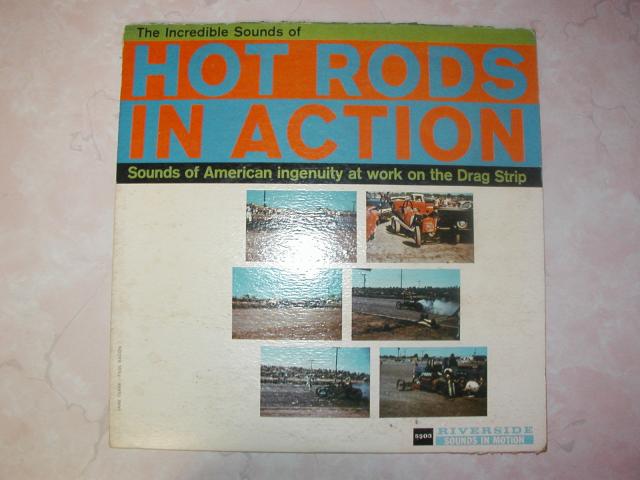 The Incredible Sounds of
HOT RODS
IN ACTION
Sounds of American ingenuity at work on the Drag Strip
5503
RIVERSIDE
SOUNDS IN MOTION